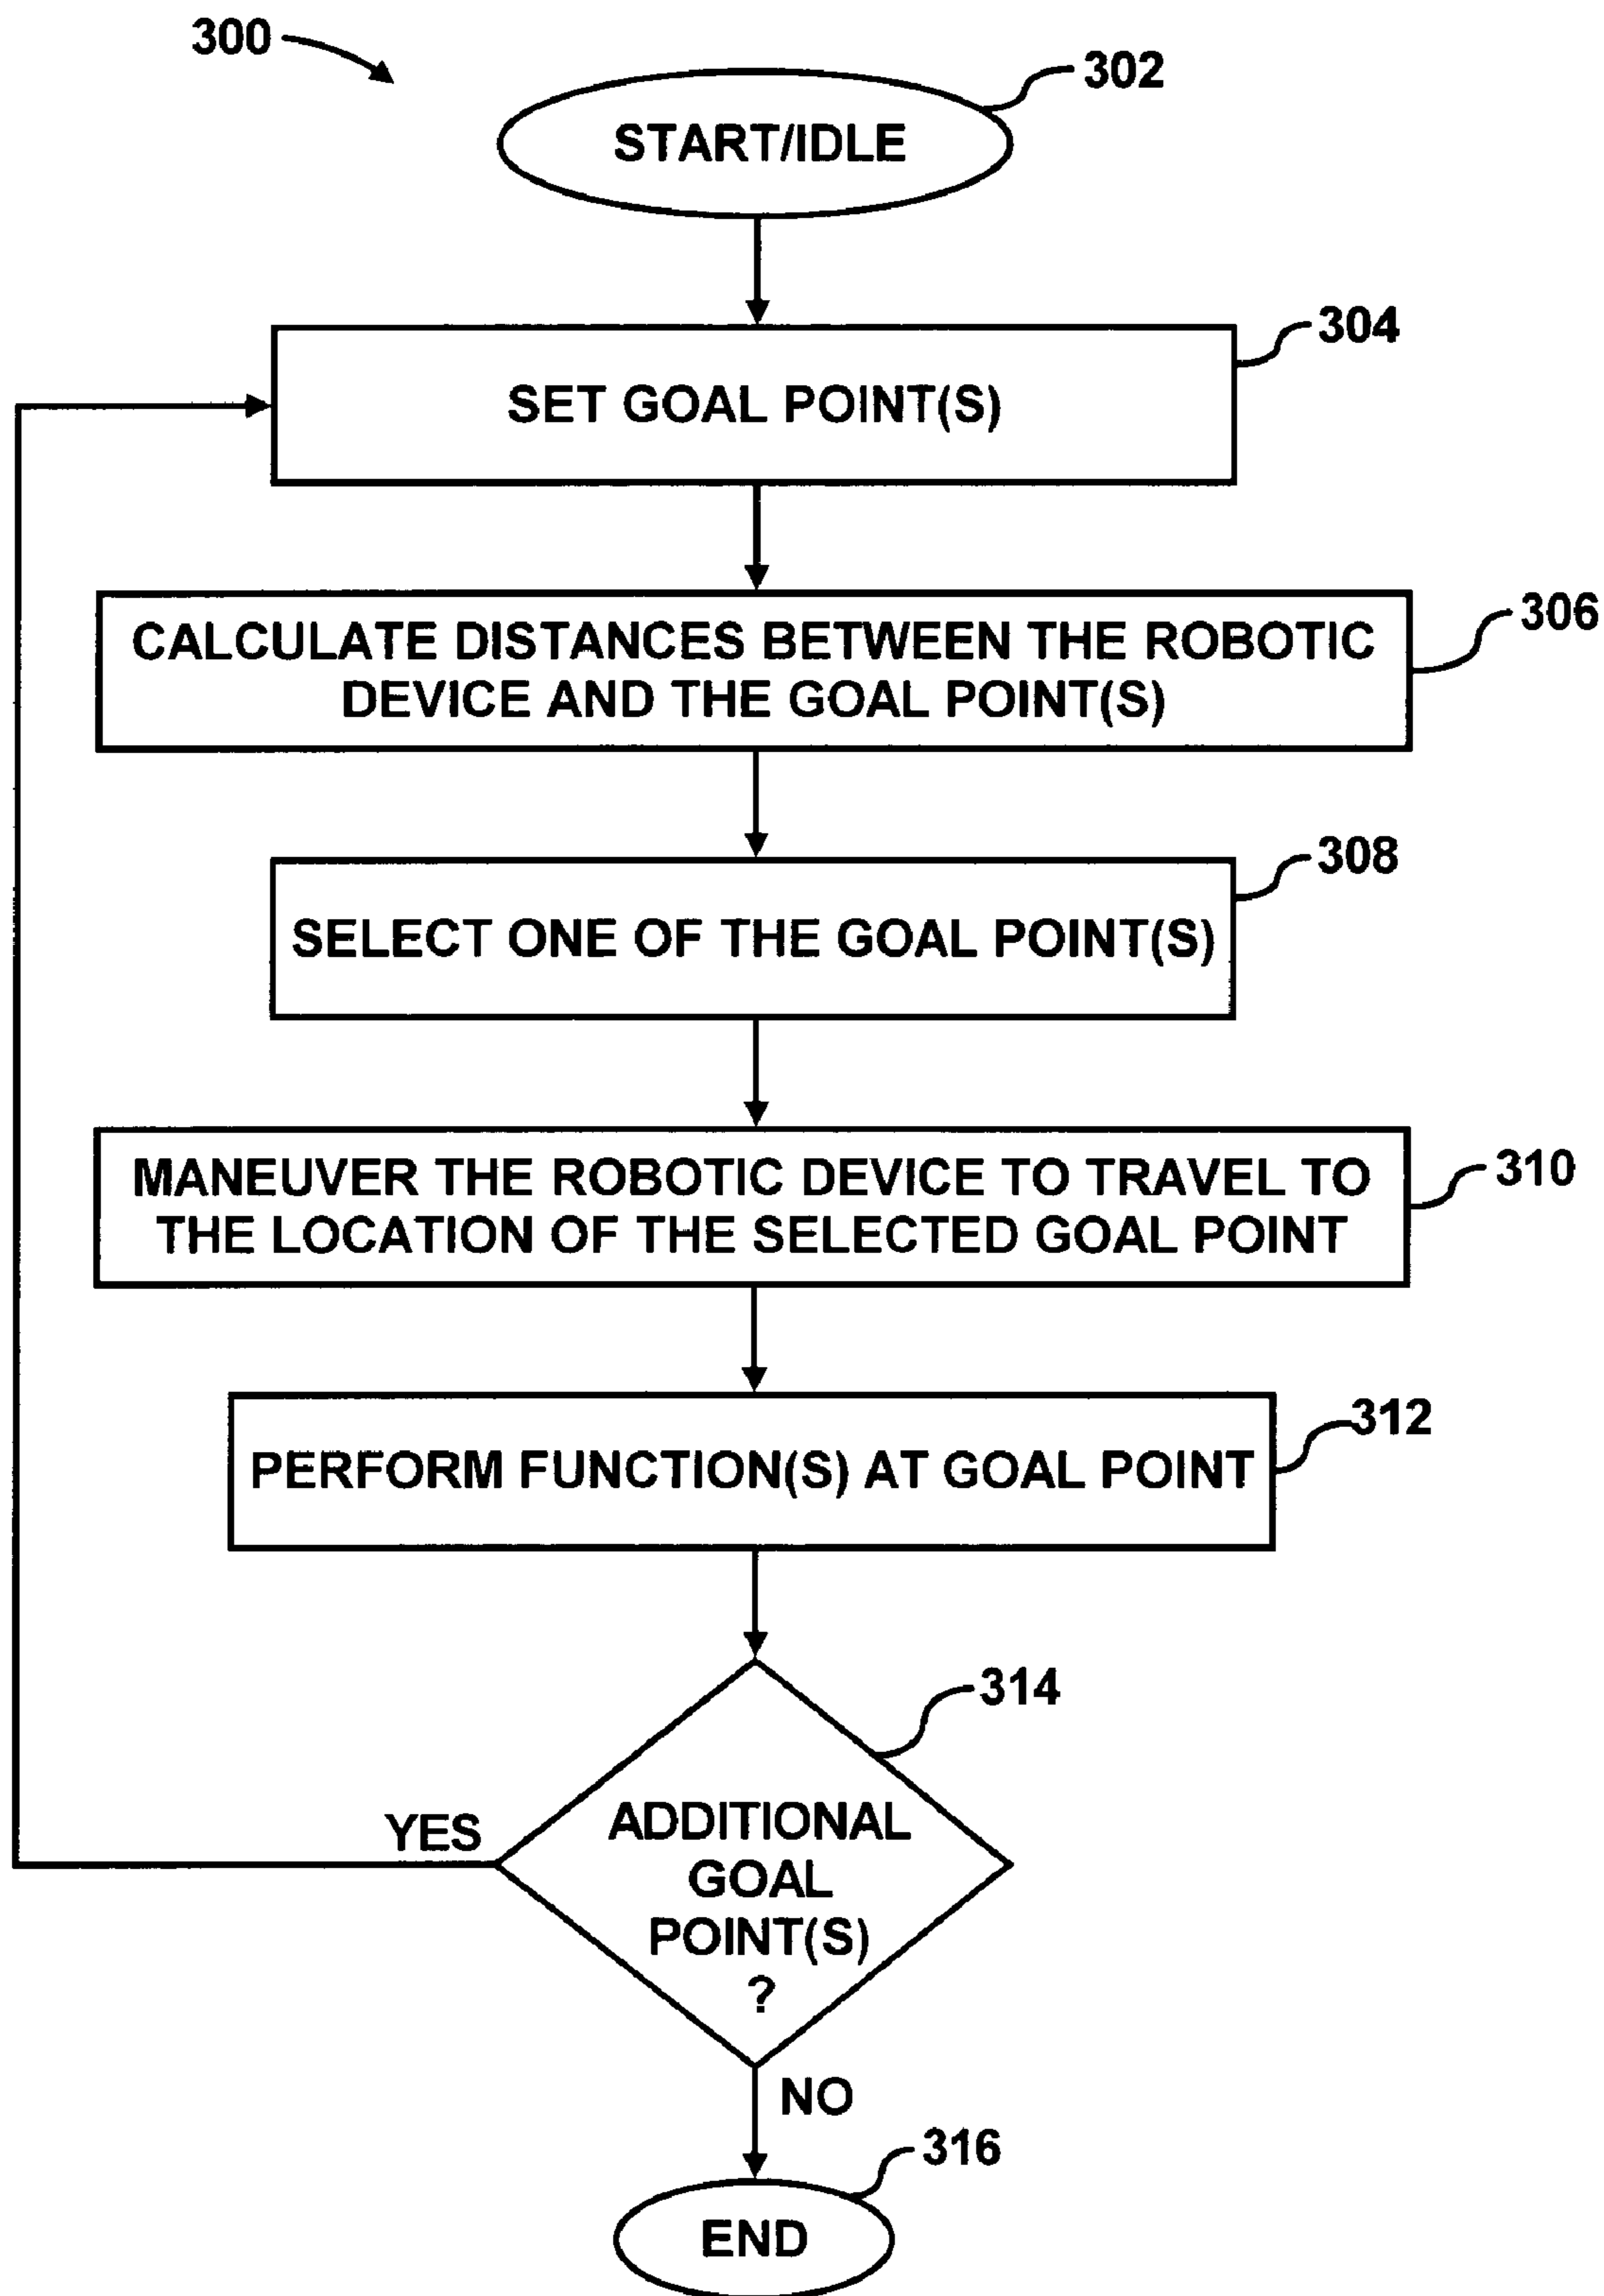 300
302
START/IDLE
304
SET GOAL POINT(S)
306
CALCULATE DISTANCES BETWEEN THE ROBOTIC
DEVICE AND THE GOAL POINT(S)
308
SELECT ONE OF THE GOAL POINT(S)
310
MANEUVER THE ROBOTIC DEVICE TO TRAVEL TO
THE LOCATION OF THE SELECTED GOAL POINT
312
PERFORM FUNCTION(S) AT GOAL POINT
314
YES
ADDITIONAL
GOAL
POINT(S)
?
NO
316
END